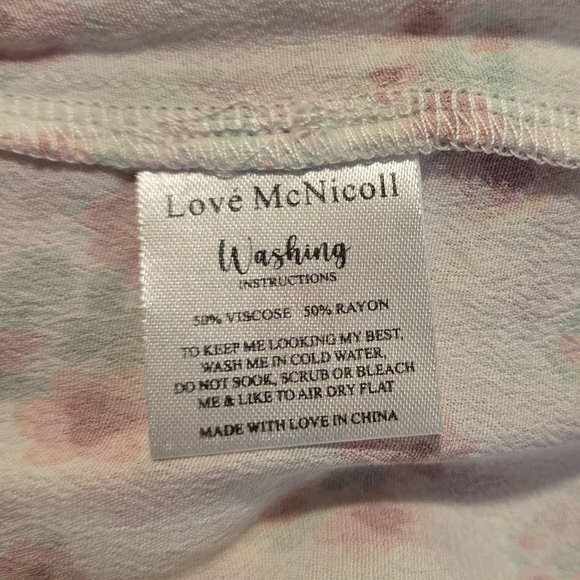 Lové McNicoll
Washing
INSTRUCTIONS
50% VISCOSE 50% RAYON
TO KEEP ME LOOKING MY BEST,
WASH ME IN COLD WATER,
DO NOT SOOK, SCRUB OR BLEACH
ME & LIKE TO AIR DRY FLAT
MADE WITH LOVE IN CHINA